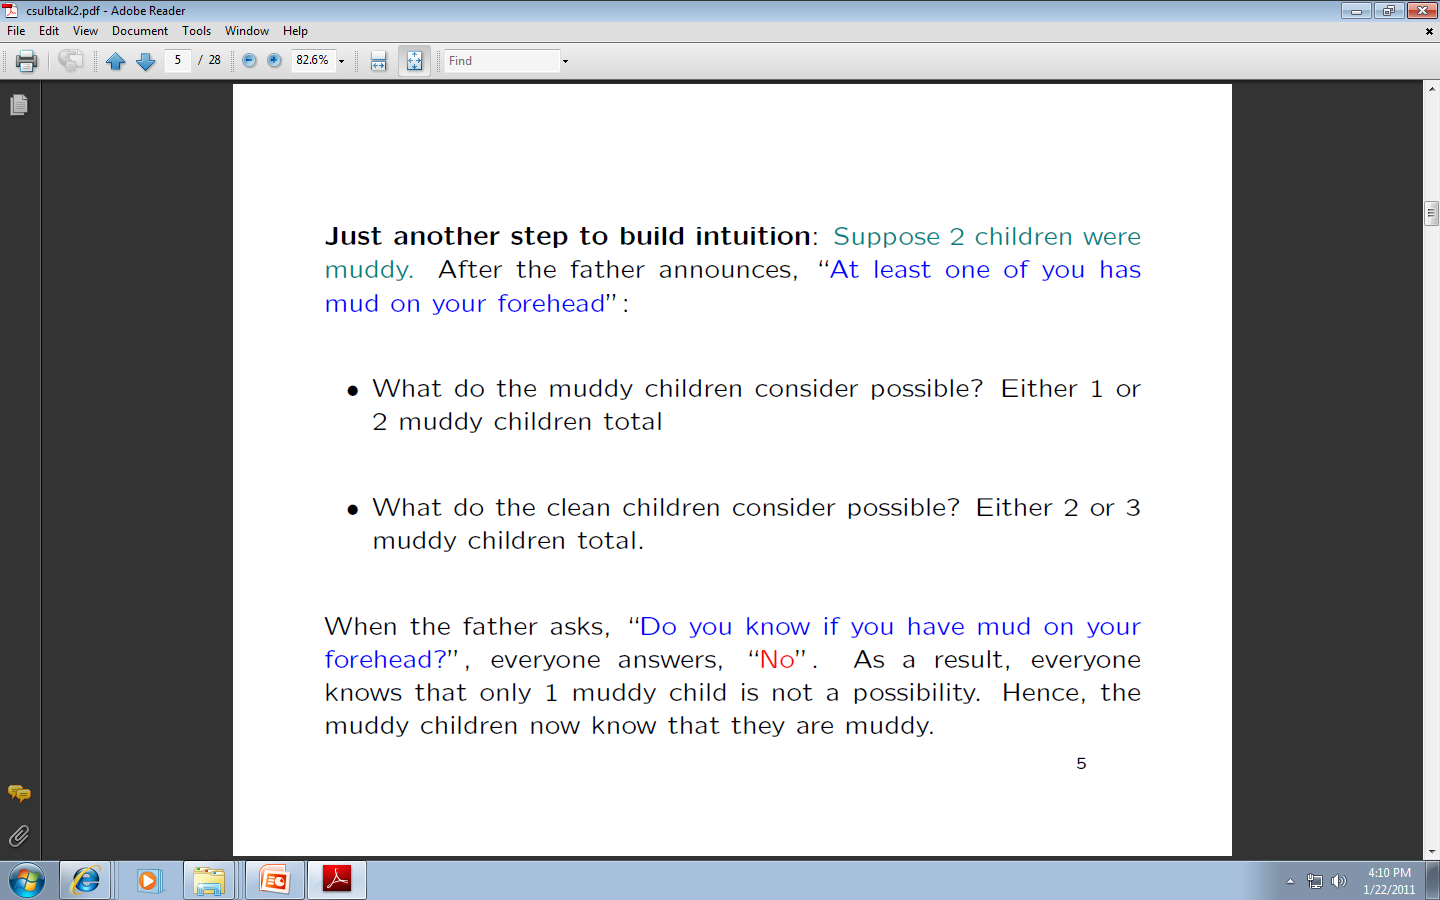 csulbtalk2.pdf - Adobe Reader
File Edit View Document Tools Window Help
5 / 28 82.6% Find
Just another step to build intuition: Suppose 2 children were
muddy. After the father announces, “At least one of you has
mud on your forehead”:
• What do the muddy children consider possible? Either 1 or
2 muddy children total
• What do the clean children consider possible? Either 2 or 3
muddy children total.
When the father asks, “Do you know if you have mud on your
forehead?”, everyone answers, “No”. As a result, everyone
knows that only 1 muddy child is not a possibility. Hence, the
muddy children now know that they are muddy.
5
4:10 PM
1/22/2011